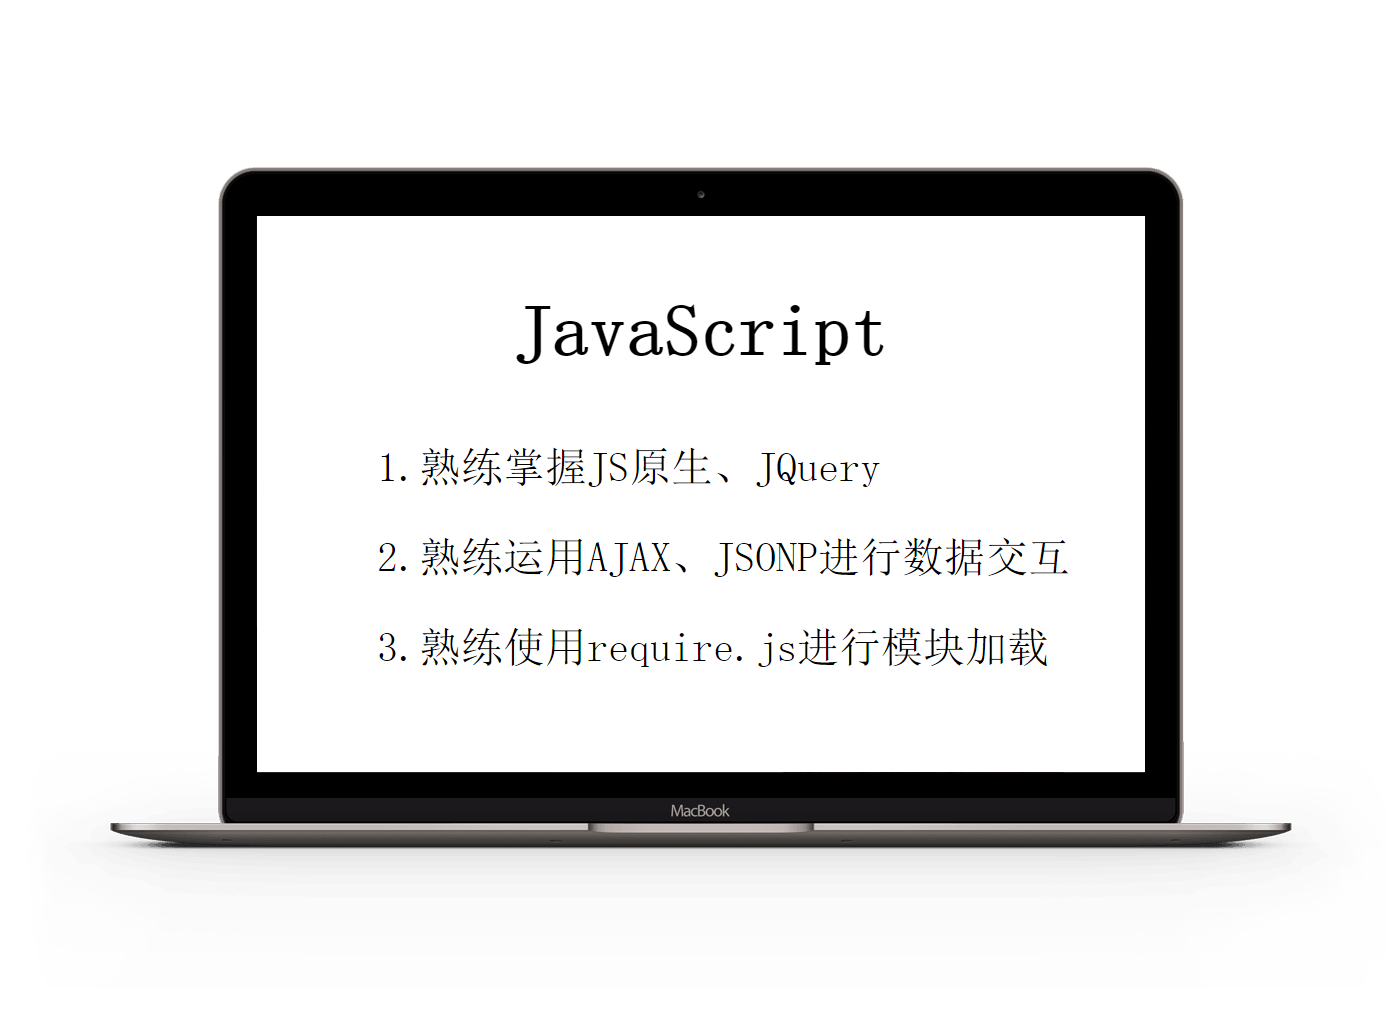 JavaScript
1.熟练掌握JS原生、JQuery
2.熟练运用AJAX、JSONP进行数据交互
3.熟练使用require.js进行模块加载
MacBook